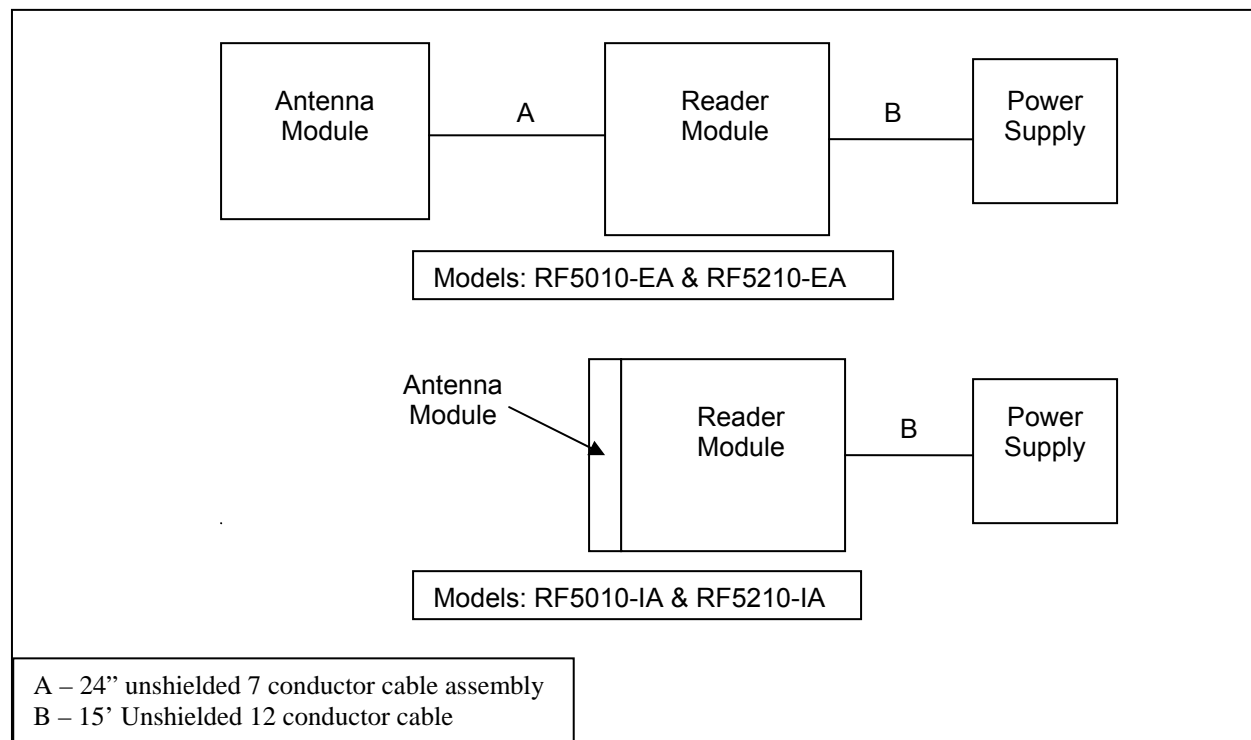 Antenna
Module
A
Reader
Module
B
Power
Supply
Models: RF5010-EA & RF5210-EA
Antenna
Module
Reader
Module
B
Power
Supply
Models: RF5010-IA & RF5210-IA
A – 24” unshielded 7 conductor cable assembly
B – 15’ Unshielded 12 conductor cable